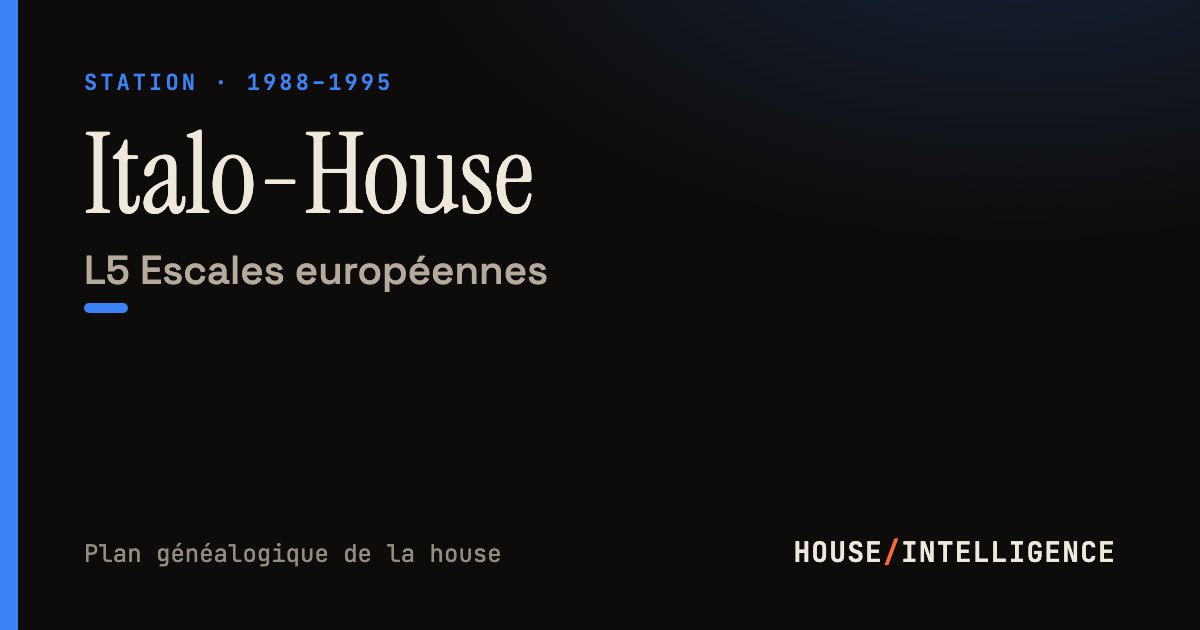 STATION · 1988–1995
Italo-House
L5 Escales européennes
Plan généalogique de la house
HOUSE/INTELLIGENCE